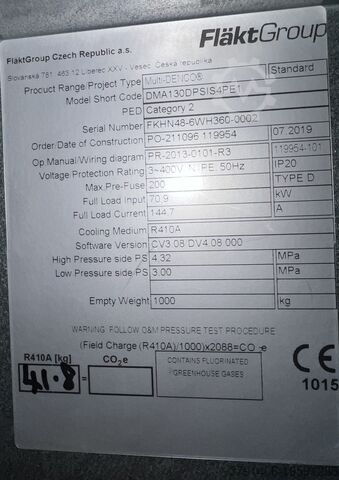 FläktGroup Czech Republic a.s.
FläktGroup
Slovanská 781, 463 12 Liberec XXV - Vesec, Česká republika
Product Range/Project Type Multi-DENCO® Standard
Model Short Code DMA130DPSIS4PE1
PED Category 2
Serial Number FKHN48-6WH360-0002
Order/Date of Construction PO-211096 119954 07.2019
Op.Manual/Wiring diagram PR-2013-0101-R3 119954-101
Voltage Protection Rating 3~400V, N, PE, 50Hz IP20
Max.Pre-Fuse 200 TYPE D
Full Load Input 70,9 kW
Full Load Current 144,7 A
Cooling Medium R410A
Software Version CV3.08/DV4.08.000
High Pressure side PS 4.32 MPa
Low Pressure side PS 3.00 MPa
Empty Weight 1000 kg
WARNING: FOLLOW O&M PRESSURE TEST PROCEDURE
(Field Charge (R410A)/1000)x2088=CO₂e
R410A [kg] CO₂e
41.8 =
CONTAINS FLUORINATED
GREENHOUSE GASES
CE
1015